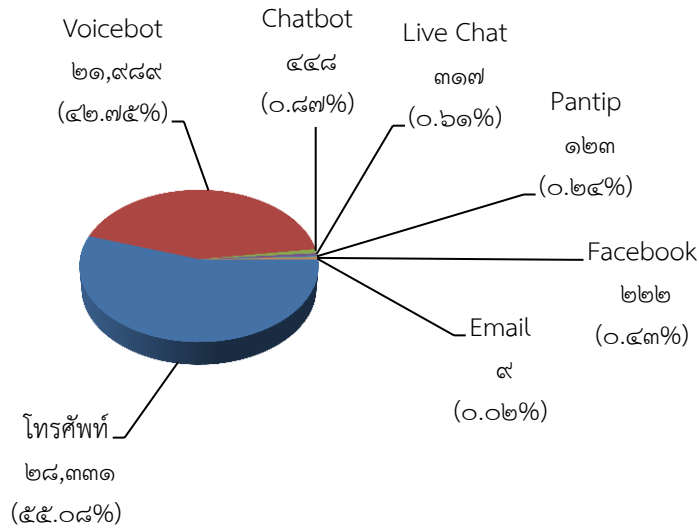 Voicebot
๒๑,๙๘๙
(๔๒.๗๕%)
Chatbot
๔๔๘
(๐.๘๗%)
Live Chat
๓๑๗
(๐.๖๑%)
Pantip
๑๒๓
(๐.๒๔%)
Facebook
๒๒๒
(๐.๔๓%)
Email
๙
(๐.๐๒%)
โทรศัพท์
๒๘,๓๓๑
(๕๕.๐๘%)